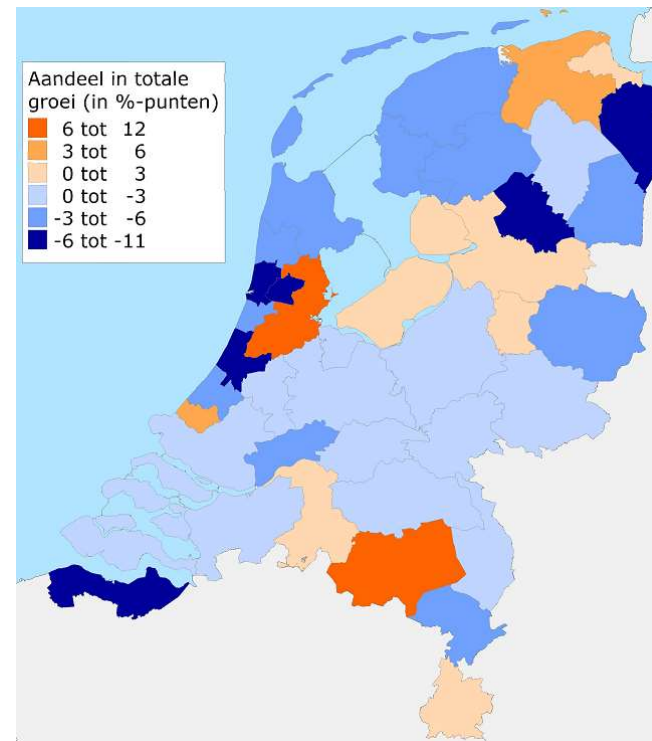 Aandeel in totale
groei (in %-punten)
6 tot 12
3 tot 6
0 tot 3
0 tot -3
-3 tot -6
-6 tot -11